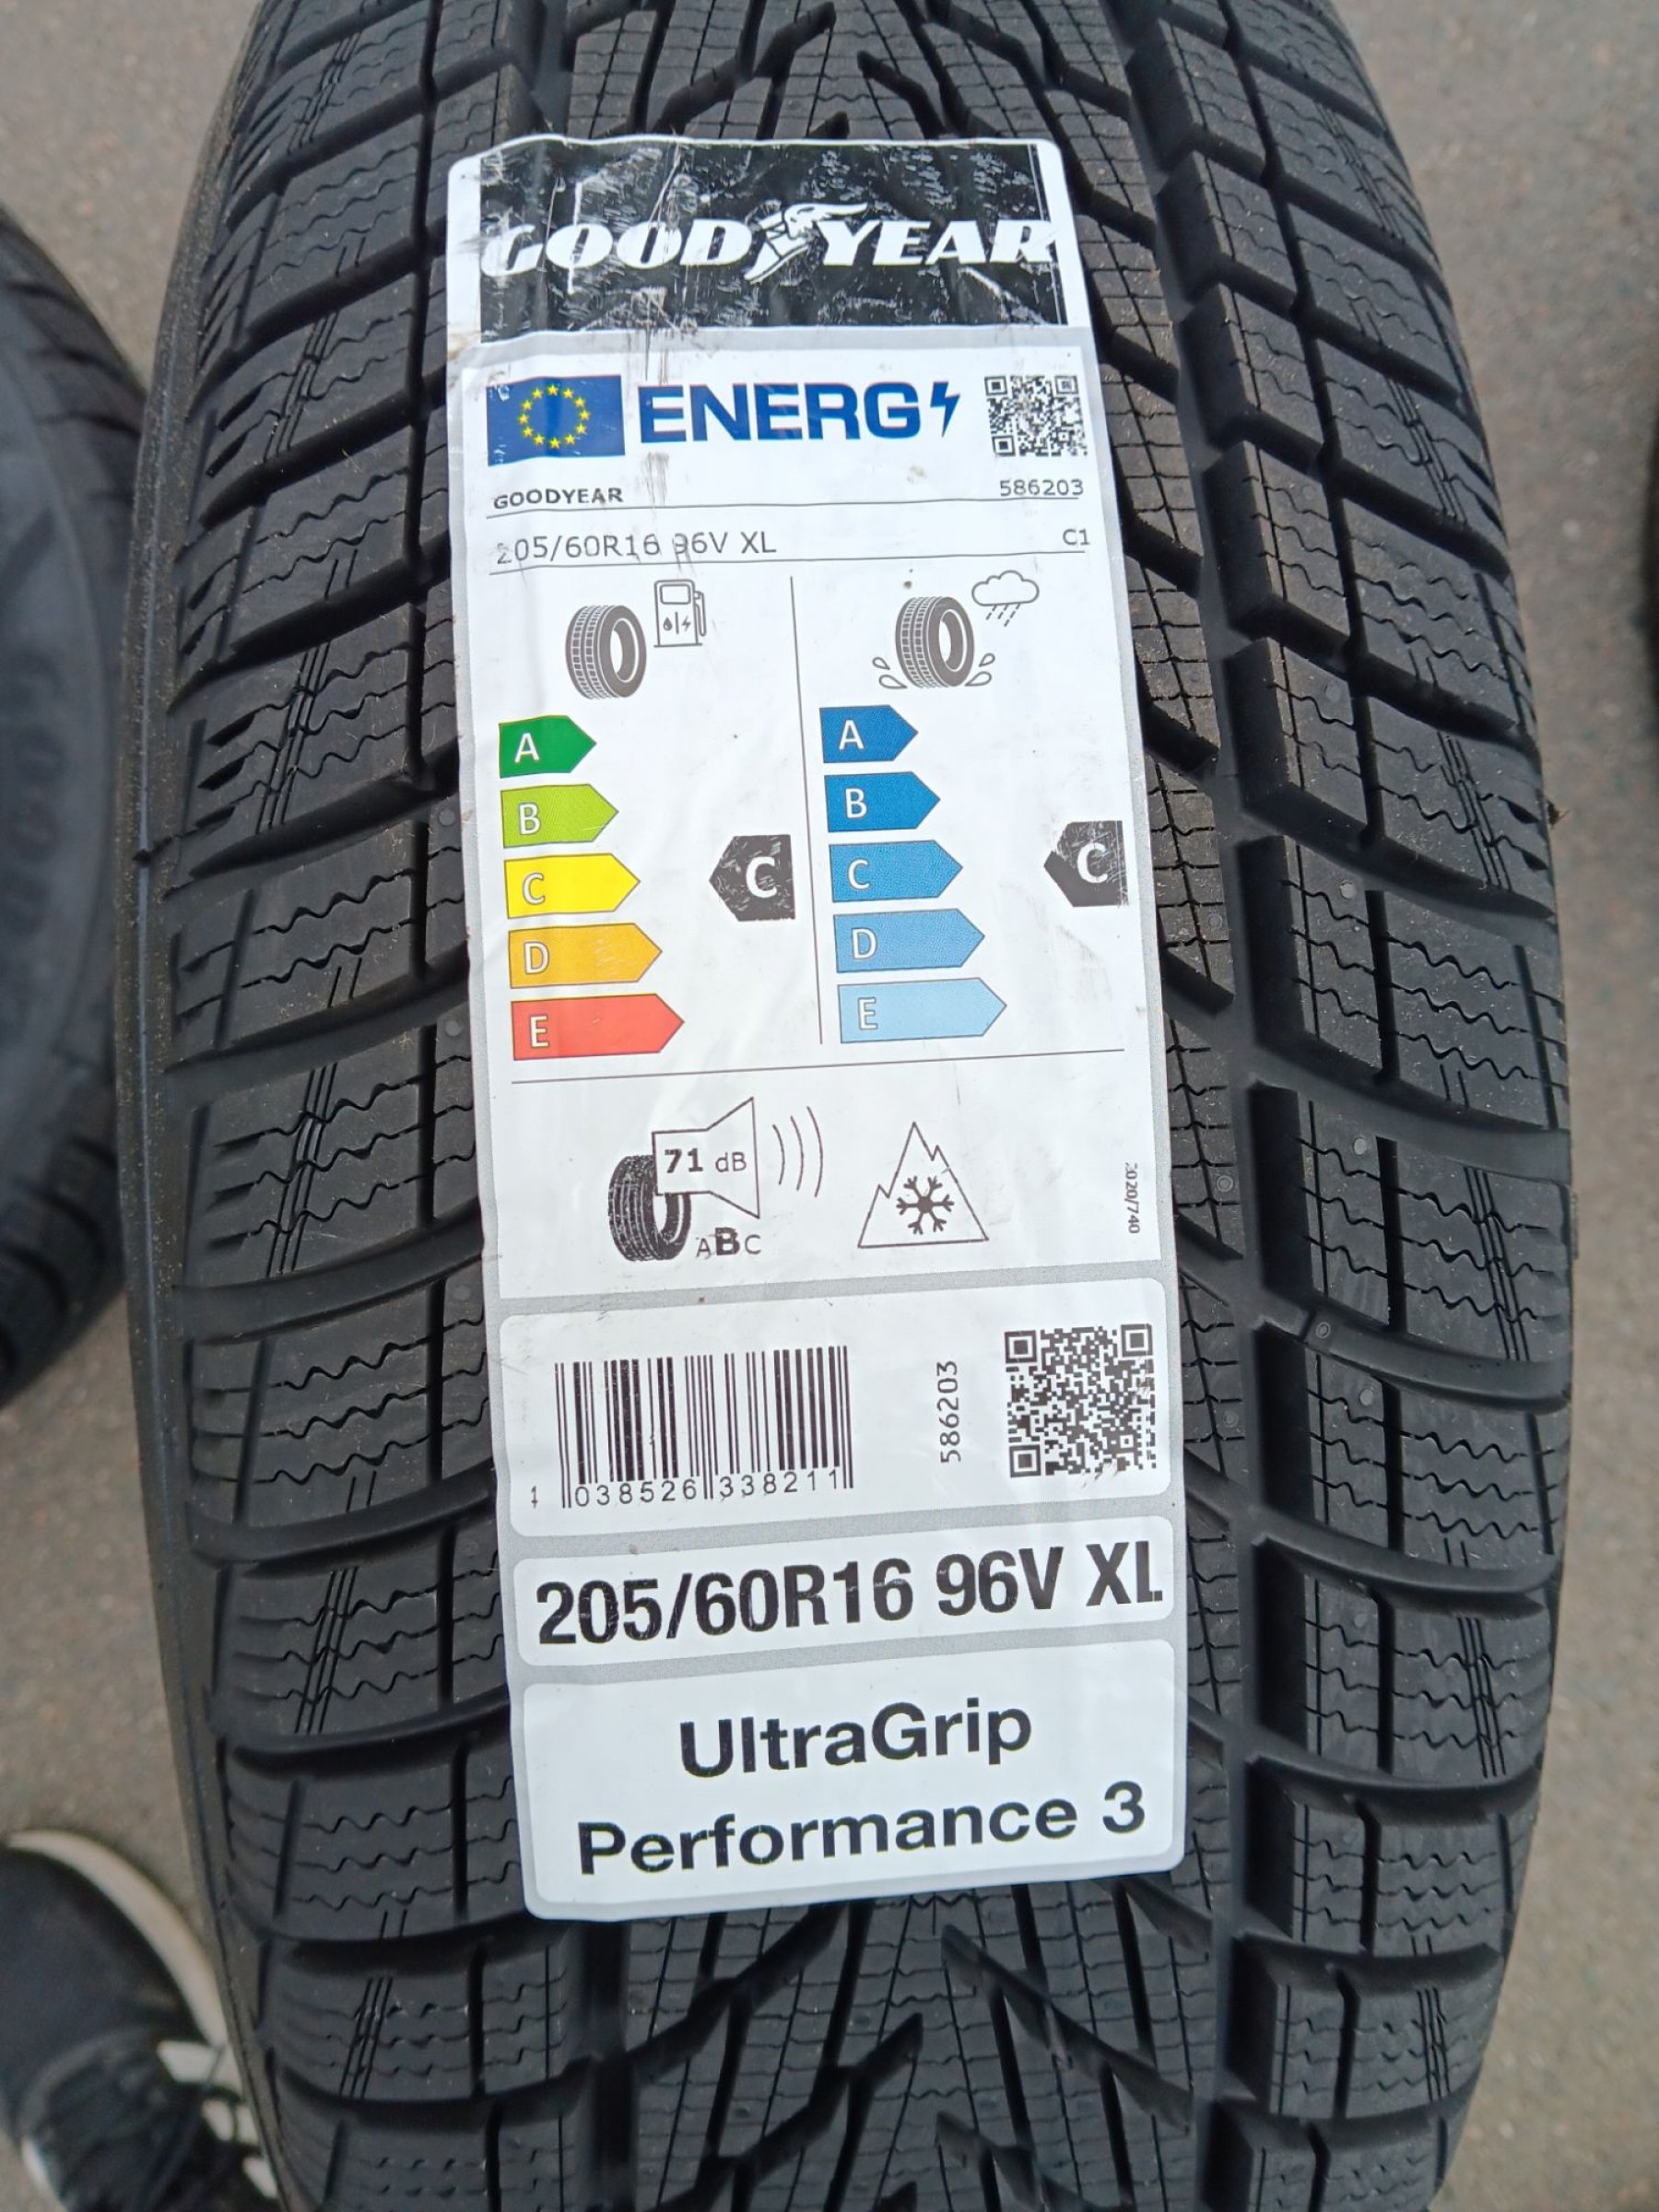 GOODYEAR
ENERG
GOODYEAR 586203
205/60R16 96V XL C1
A A
B B
C C C C
D D
E E
71 dB
ABC
2020/740
1 038526 338211
586203
205/60R16 96V XL
UltraGrip
Performance 3